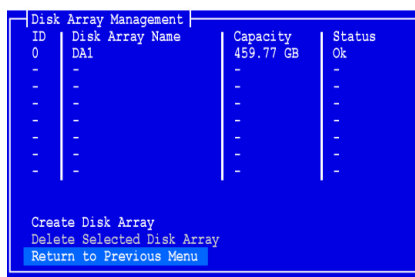 Disk Array Management
ID Disk Array Name Capacity Status
0 DA1 459.77 GB Ok
- - - -
- - - -
- - - -
- - - -
- - - -
- - - -
- - - -
Create Disk Array
Delete Selected Disk Array
Return to Previous Menu